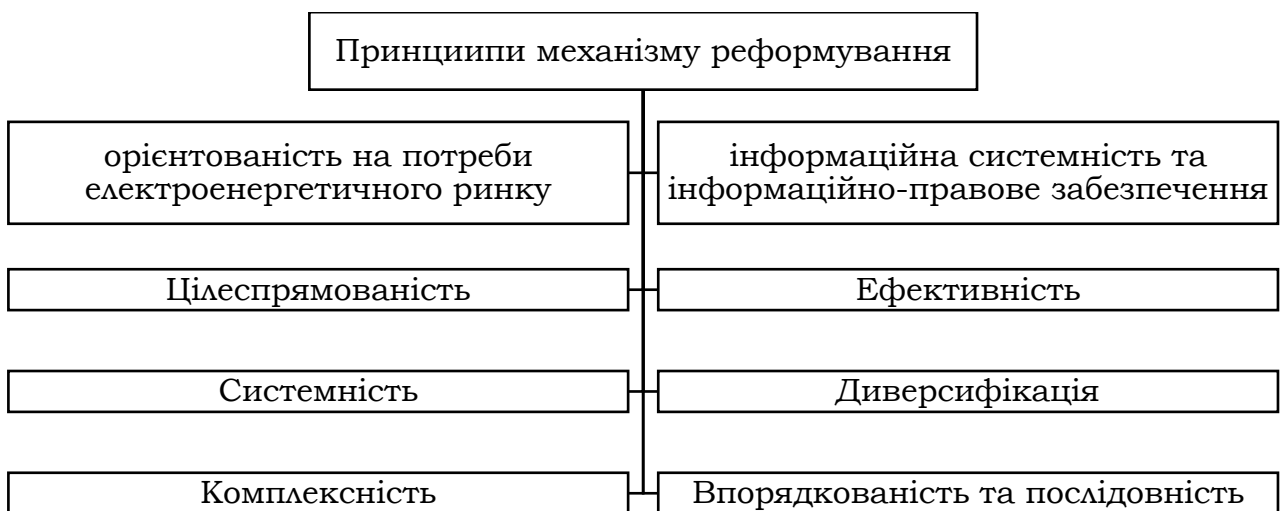 Принциипи механізму реформування
орієнтованість на потреби
електроенергетичного ринку
інформаційна системність та
інформаційно-правове забезпечення
Цілеспрямованість
Ефективність
Системність
Диверсифікація
Комплексність
Впорядкованість та послідовність